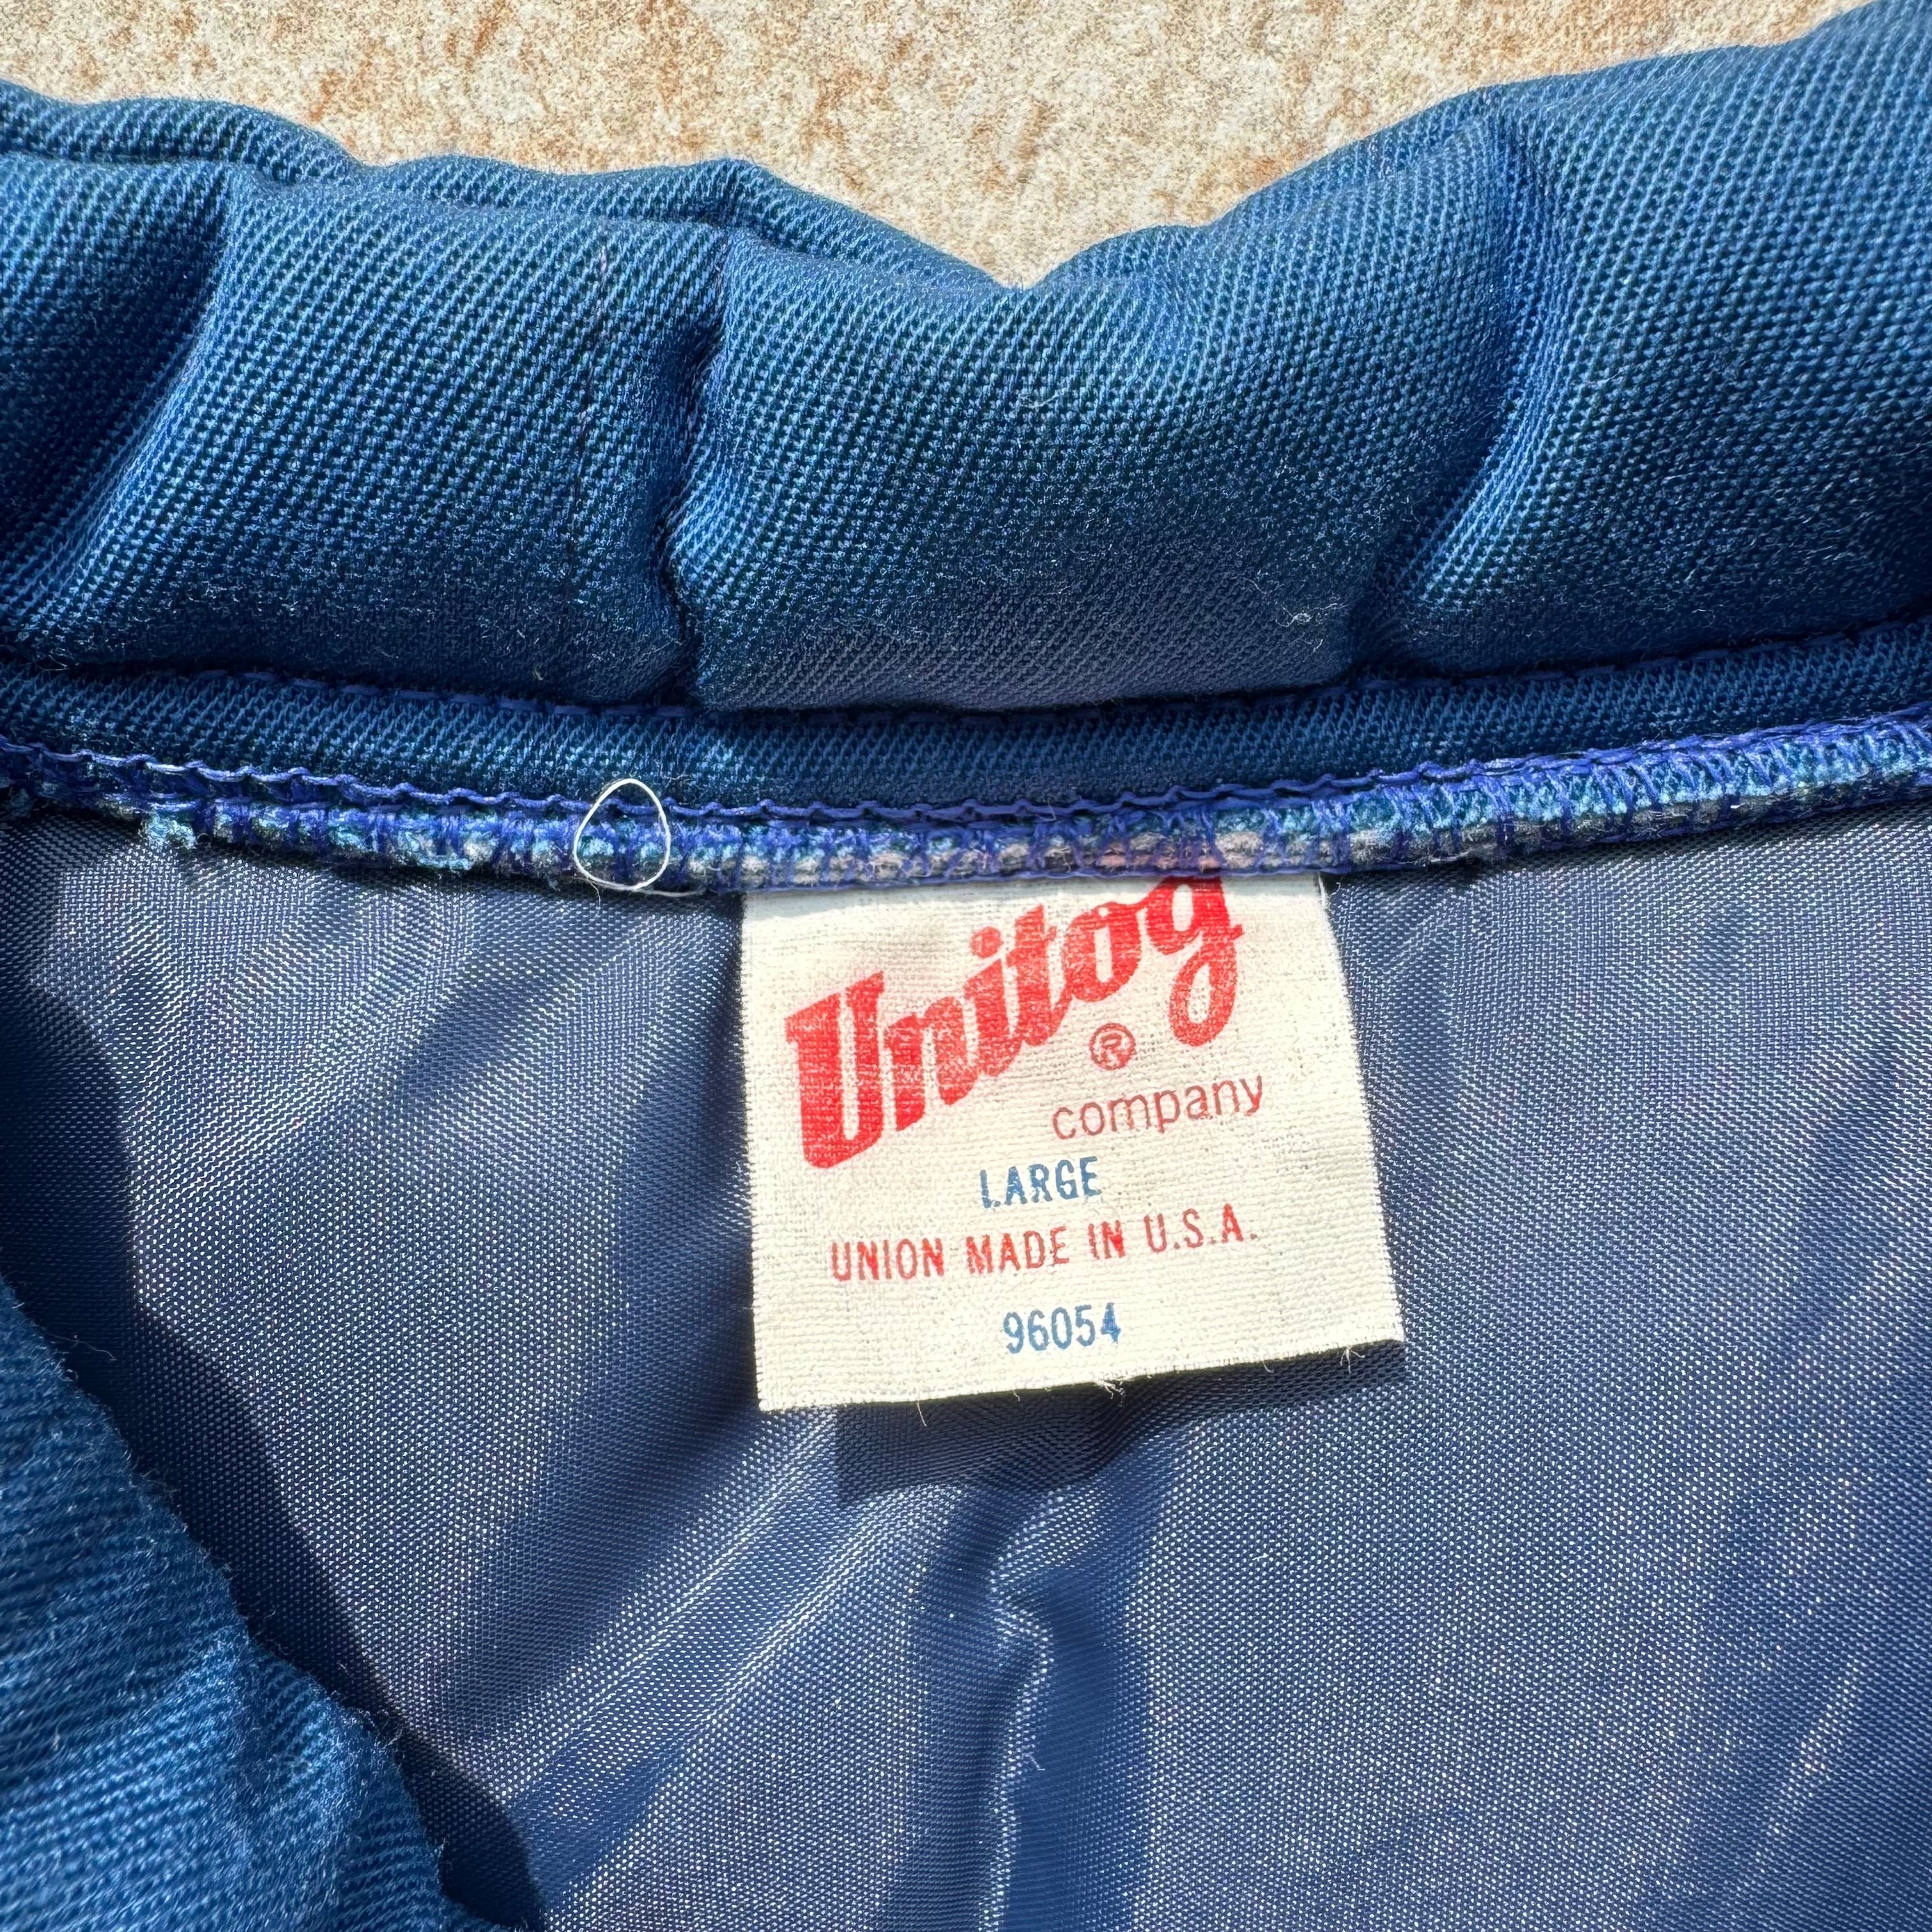 Unitog
®
company
LARGE
UNION MADE IN U.S.A.
96054